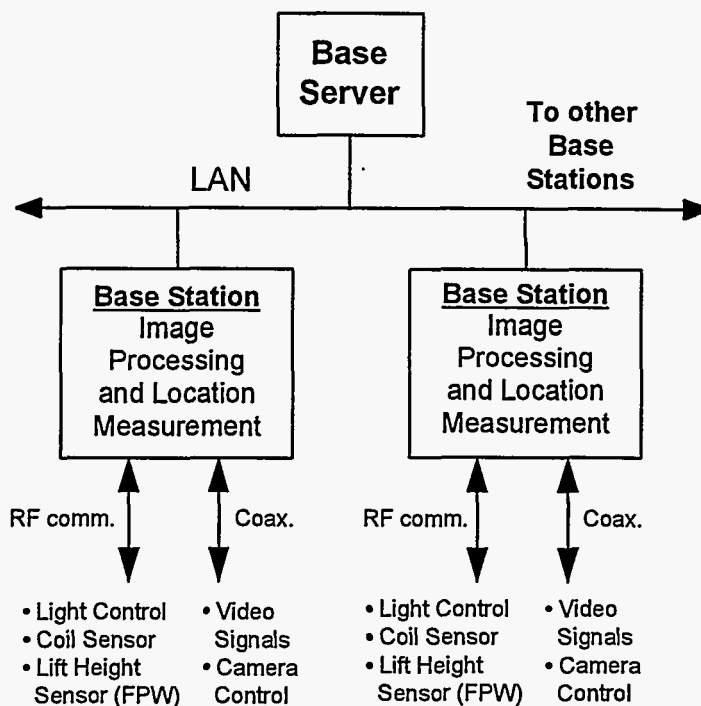 Base
Server
To other
Base
Stations
LAN
Base Station
Image
Processing
and Location
Measurement
Base Station
Image
Processing
and Location
Measurement
RF comm.
Coax.
RF comm.
Coax.
• Light Control
• Coil Sensor
• Lift Height
Sensor (FPW)
• Video
Signals
• Camera
Control
• Light Control
• Coil Sensor
• Lift Height
Sensor (FPW)
• Video
Signals
• Camera
Control